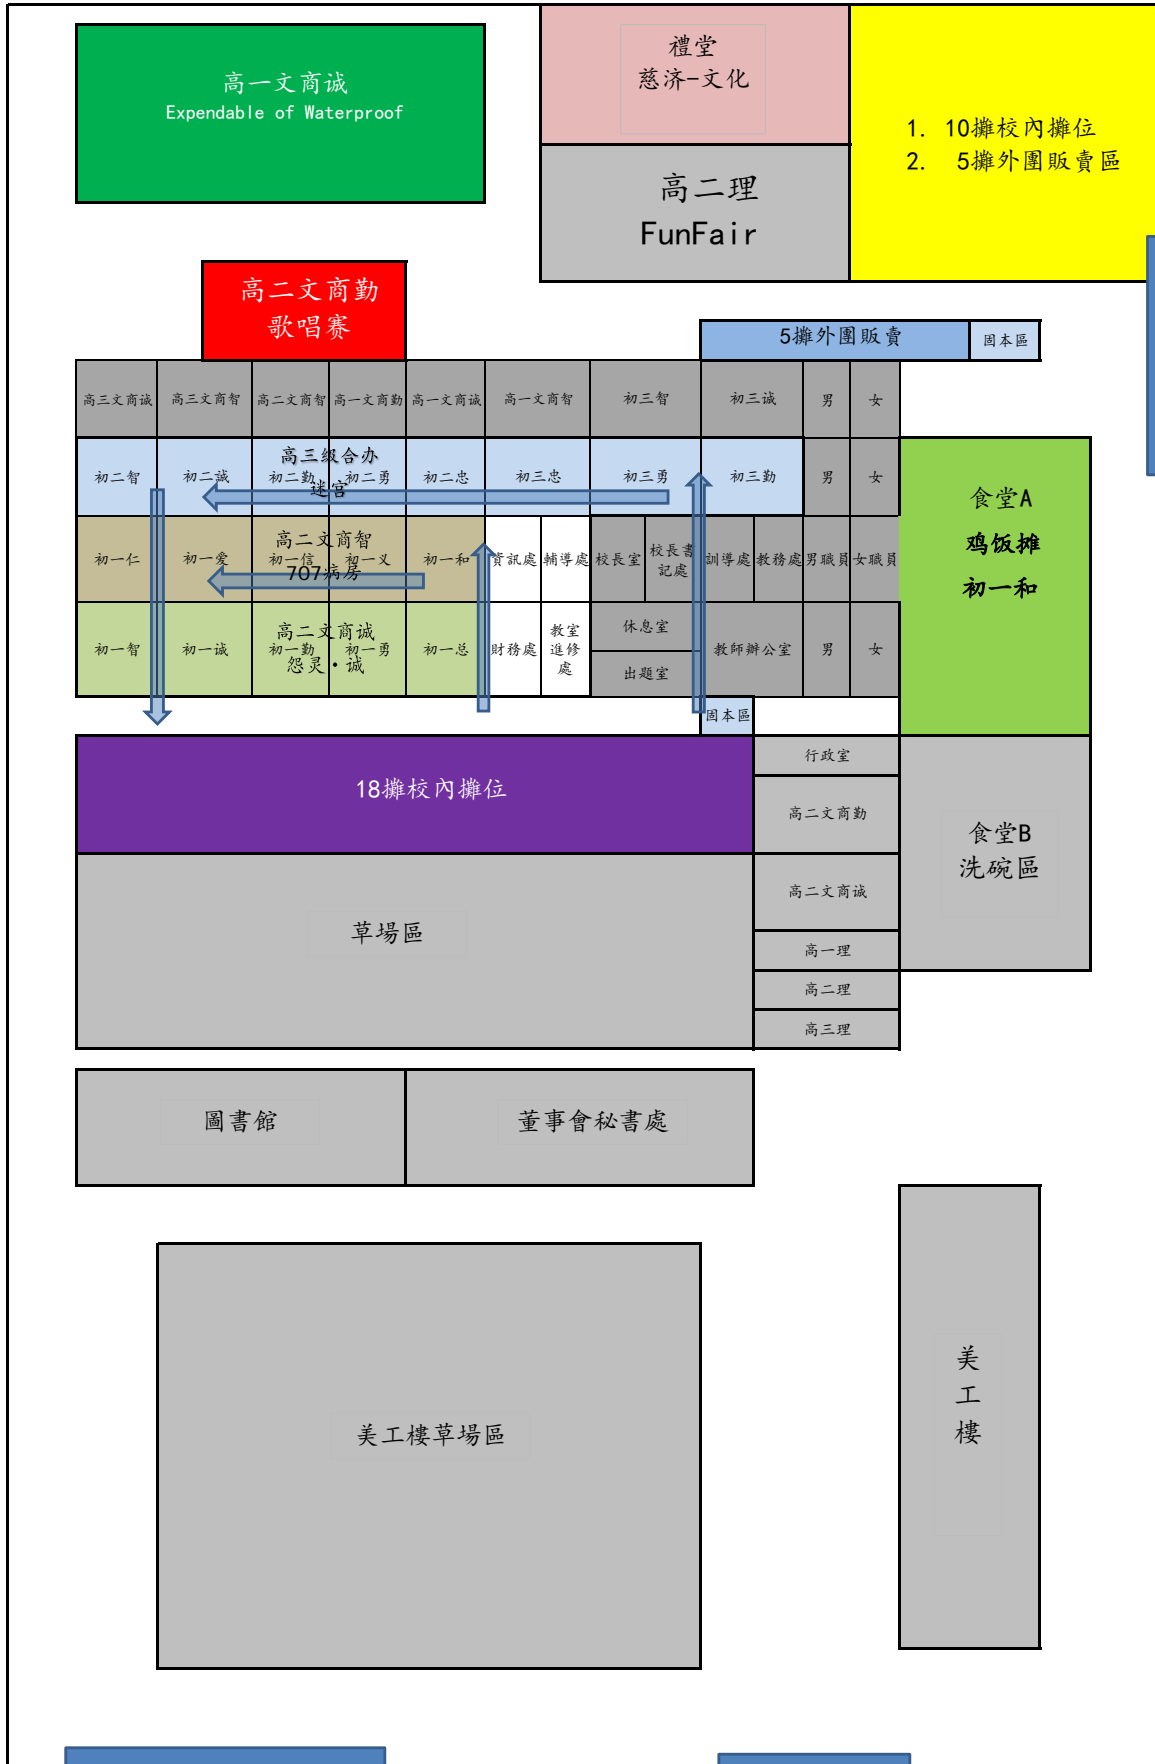 高一文商诚
Expendable of Waterproof
禮堂
慈济-文化
1. 10攤校內攤位
2. 5攤外團販賣區
高二理
FunFair
高二文商勤
歌唱赛
5攤外團販賣
固本區
高三文商诚 高三文商智 高二文商智 高一文商勤 高一文商诚 高一文商智 初三智 初三诚 男 女
高三级合办
初二智 初二誠 初二勤 初二勇 初二忠 初三忠 初三勇 初三勤 男 女
迷宫
食堂A
鸡饭摊
初一和
高二文商智
初一仁 初一爱 初一信 初一义 初一和 資訊處 輔導處 校長室 校長書記處 訓導處 教務處 男職員 女職員
707病房
高二文商诚
初一智 初一诚 初一勤 初一勇 初一总 財務處 教室進修處 休息室 教師辦公室 男 女
怨灵·诚
出題室
固本區
18攤校內攤位
行政室
高二文商勤
食堂B
洗碗區
草場區
高二文商诚
高一理
高二理
高三理
圖書館
董事會秘書處
美工樓草場區
美
工
樓